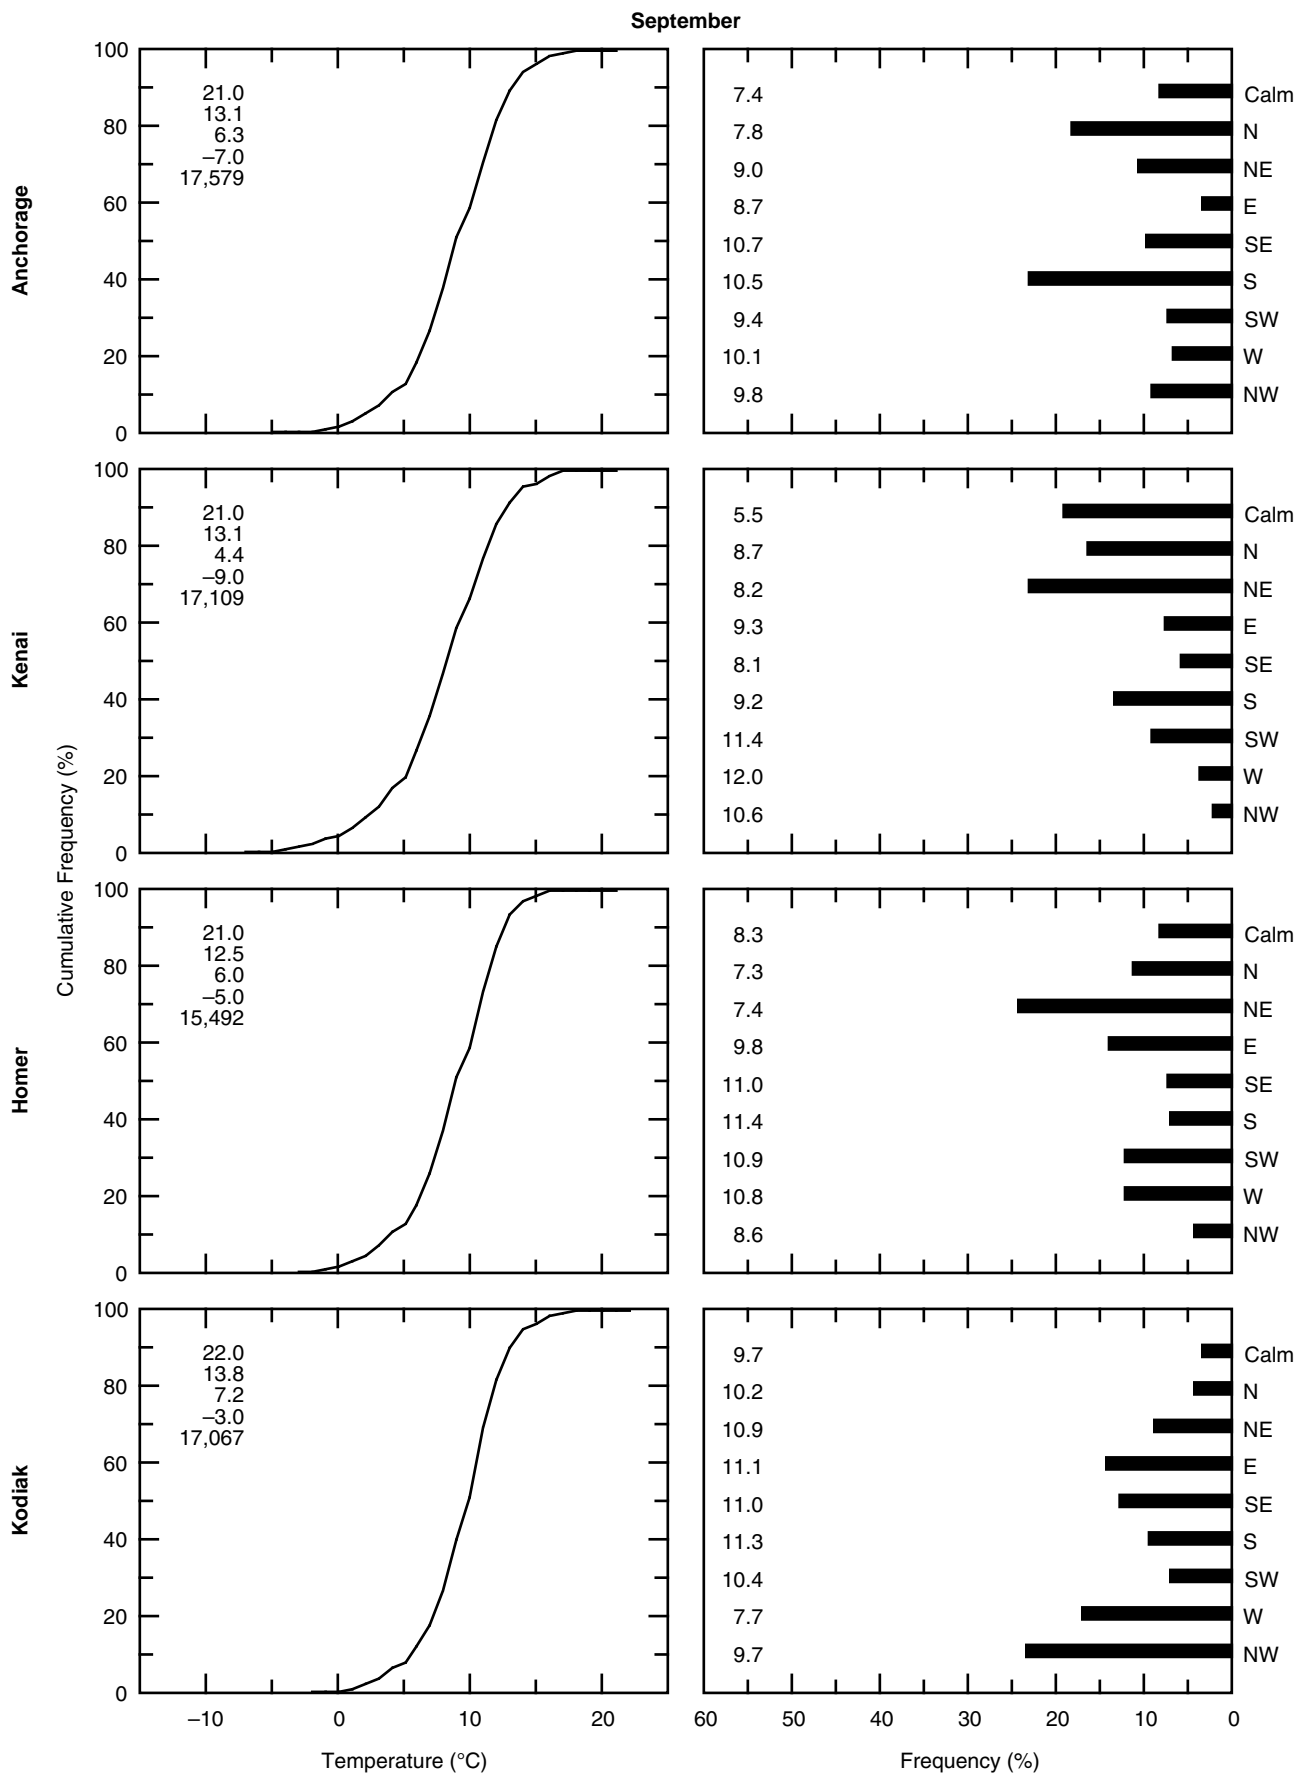 September
Anchorage
100
80
60
40
20
0
21.0
13.1
6.3
–7.0
17,579
7.4 Calm
7.8 N
9.0 NE
8.7 E
10.7 SE
10.5 S
9.4 SW
10.1 W
9.8 NW
Kenai
100
80
60
40
20
0
21.0
13.1
4.4
–9.0
17,109
5.5 Calm
8.7 N
8.2 NE
9.3 E
8.1 SE
9.2 S
11.4 SW
12.0 W
10.6 NW
Cumulative Frequency (%)
Homer
100
80
60
40
20
0
21.0
12.5
6.0
–5.0
15,492
8.3 Calm
7.3 N
7.4 NE
9.8 E
11.0 SE
11.4 S
10.9 SW
10.8 W
8.6 NW
Kodiak
100
80
60
40
20
0
22.0
13.8
7.2
–3.0
17,067
9.7 Calm
10.2 N
10.9 NE
11.1 E
11.0 SE
11.3 S
10.4 SW
7.7 W
9.7 NW
–10 0 10 20
60 50 40 30 20 10 0
Temperature (°C)
Frequency (%)